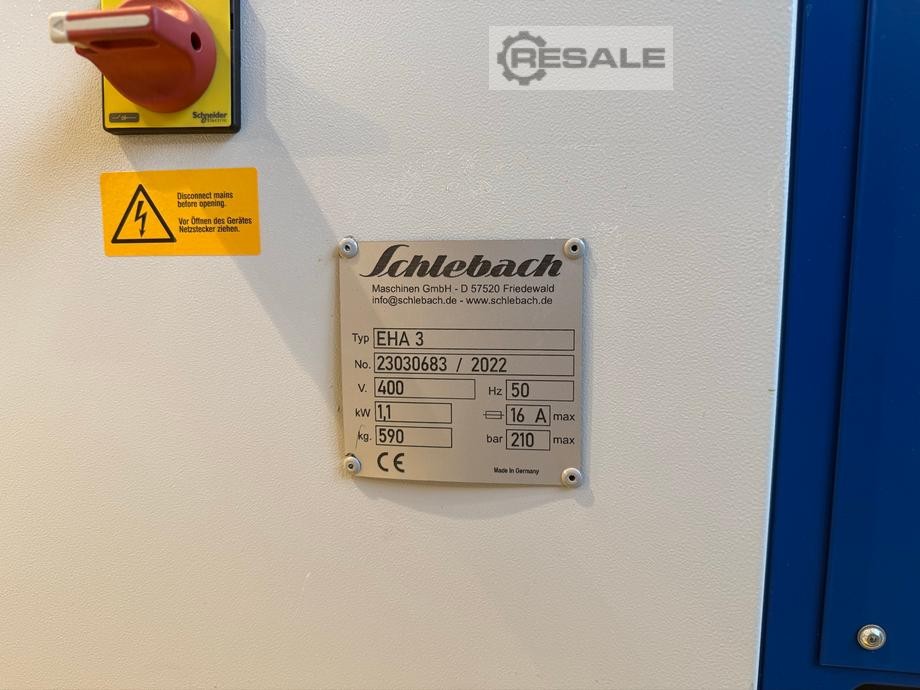 RESALE
Schneider
Electric
Disconnect mains
before opening.
Vor Öffnen des Gerätes
Netzstecker ziehen.
Schlebach
Maschinen GmbH - D 57520 Friedewald
info@schlebach.de - www.schlebach.de
Typ EHA 3
No. 23030683 / 2022
V. 400 Hz 50
kW 1,1 16 A max
kg. 590 bar 210 max
CE Made In Germany